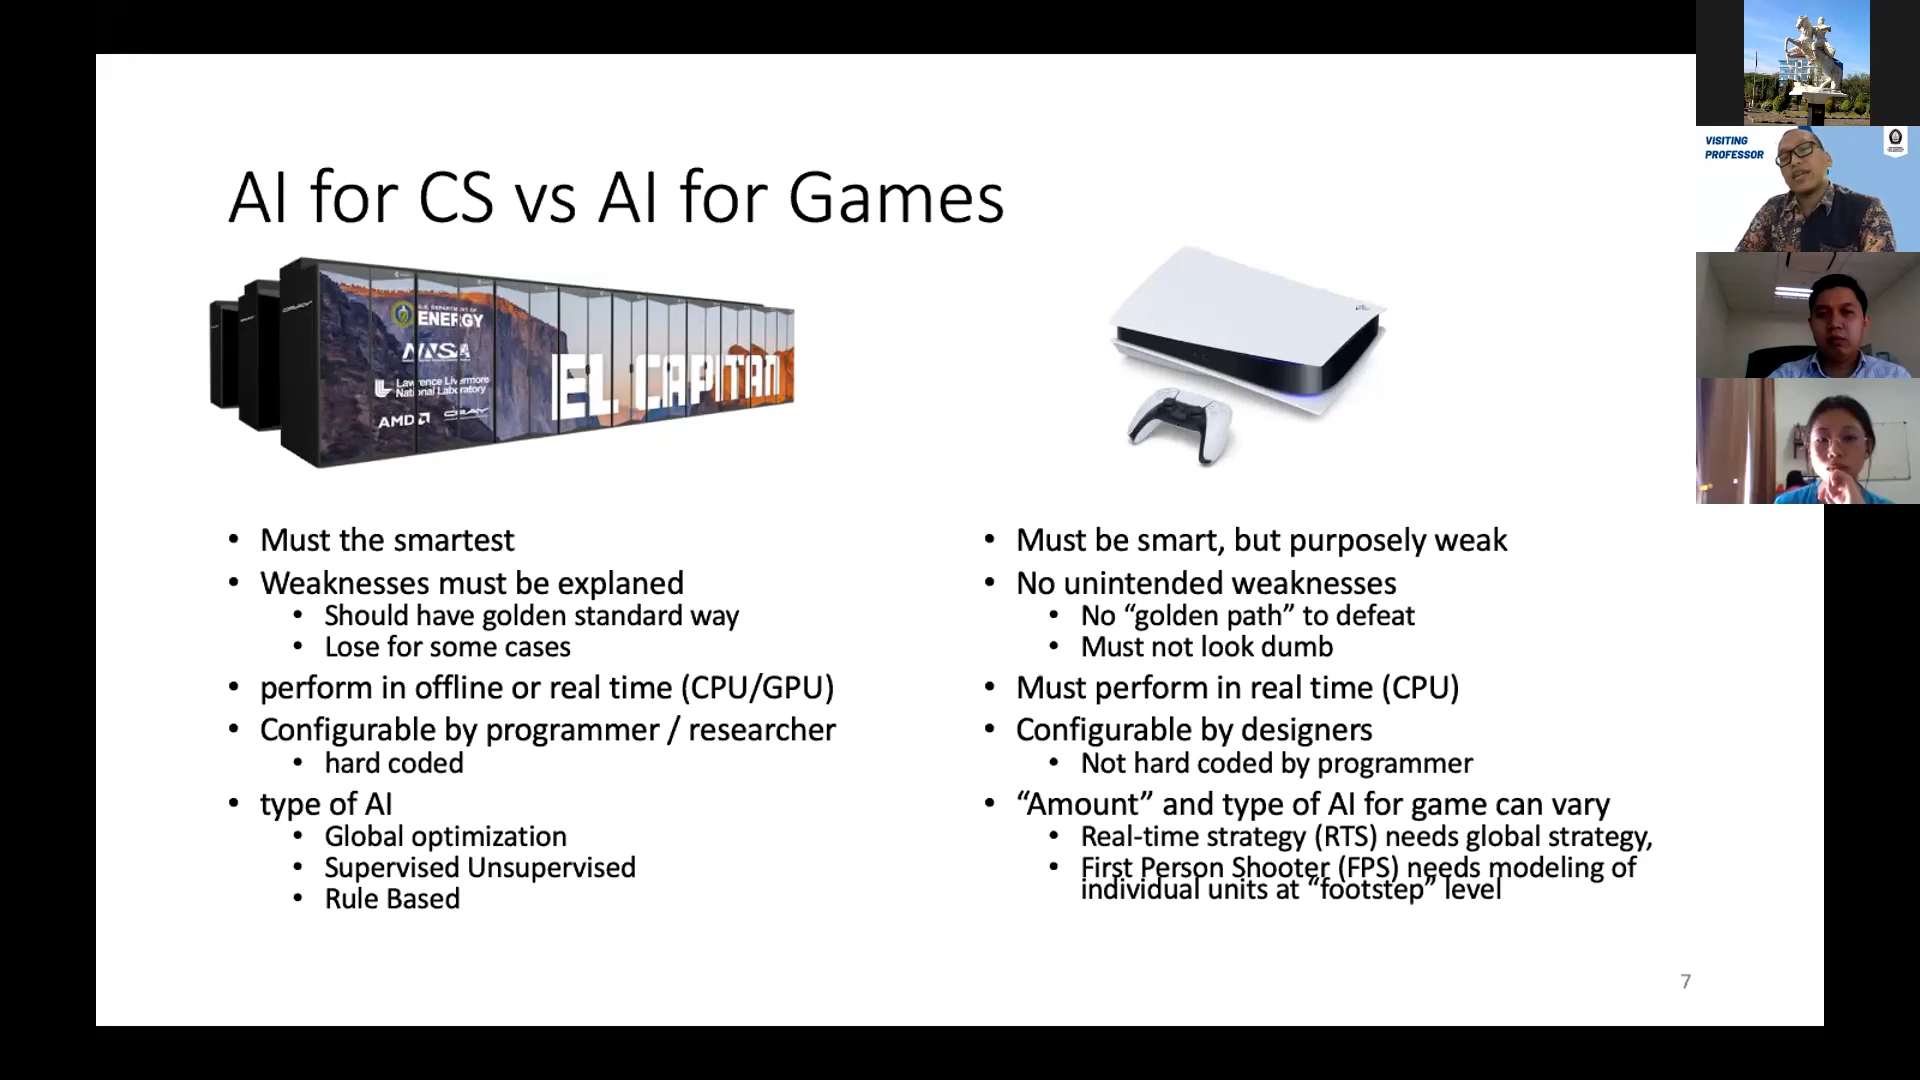 AI for CS vs AI for Games
U.S. DEPARTMENT OF
ENERGY
NNSA
Lawrence Livermore
National Laboratory
AMD
CRAY
EL CAPITAN
• Must the smartest
• Weaknesses must be explaned
• Should have golden standard way
• Lose for some cases
• perform in offline or real time (CPU/GPU)
• Configurable by programmer / researcher
• hard coded
• type of AI
• Global optimization
• Supervised Unsupervised
• Rule Based
• Must be smart, but purposely weak
• No unintended weaknesses
• No “golden path” to defeat
• Must not look dumb
• Must perform in real time (CPU)
• Configurable by designers
• Not hard coded by programmer
• “Amount” and type of AI for game can vary
• Real-time strategy (RTS) needs global strategy,
• First Person Shooter (FPS) needs modeling of
individual units at “footstep” level
7
VISITING
PROFESSOR